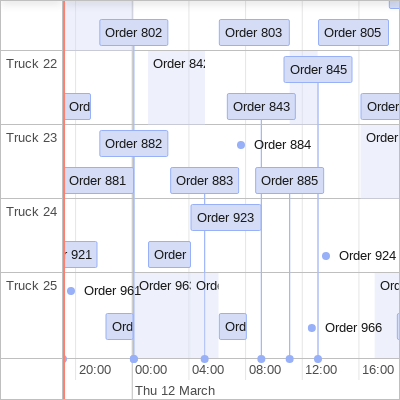 Order 802
Order 803
Order 805
Truck 22
Order 842
Order 845
Ord
Order 843
Order
Truck 23
Order 882
Order 884
Order
Order 881
Order 883
Order 885
Truck 24
Order 923
921
Order
Order 924
Truck 25
Order 961
Order 963
Orde
Ord
Ord
Ord
Order 966
20:00
00:00
04:00
08:00
12:00
16:00
Thu 12 March